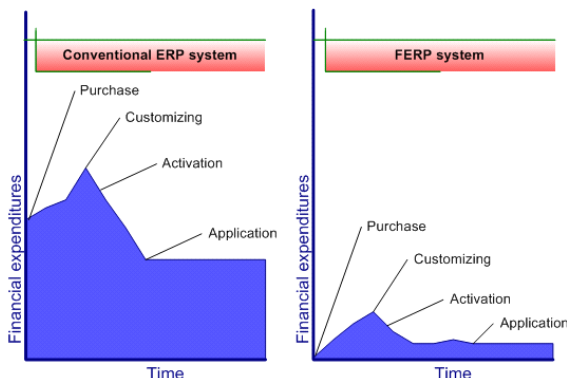 Conventional ERP system
Purchase
Customizing
Activation
Application
Financial expenditures
Time
FERP system
Purchase
Customizing
Activation
Application
Financial expenditures
Time